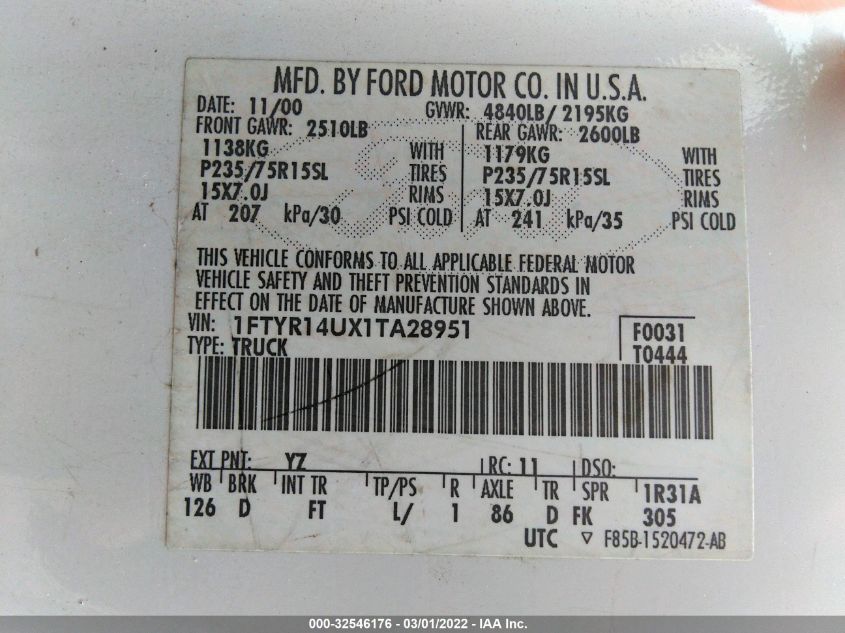 MFD. BY FORD MOTOR CO. IN U.S.A.
DATE: 11/00 GVWR: 4840LB/ 2195KG
FRONT GAWR: 2510LB REAR GAWR: 2600LB
1138KG WITH 1179KG WITH
P235/75R15SL TIRES P235/75R15SL TIRES
15X7.0J RIMS 15X7.0J RIMS
AT 207 kPa/30 PSI COLD AT 241 kPa/35 PSI COLD
THIS VEHICLE CONFORMS TO ALL APPLICABLE FEDERAL MOTOR
VEHICLE SAFETY AND THEFT PREVENTION STANDARDS IN
EFFECT ON THE DATE OF MANUFACTURE SHOWN ABOVE.
VIN: 1FTYR14UX1TA28951 F0031
TYPE: TRUCK T0444
EXT PNT: YZ RC: 11 DSO:
WB BRK INT TR TP/PS R AXLE TR SPR 1R31A
126 D FT L/ 1 86 D FK 305
UTC ▽ F85B-1520472-AB
000-32546176 - 03/01/2022 - IAA Inc.